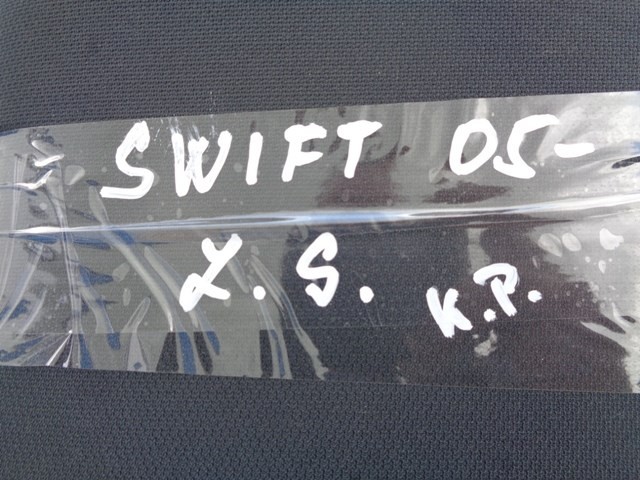 SWIFT 05-
L. S. K.P.